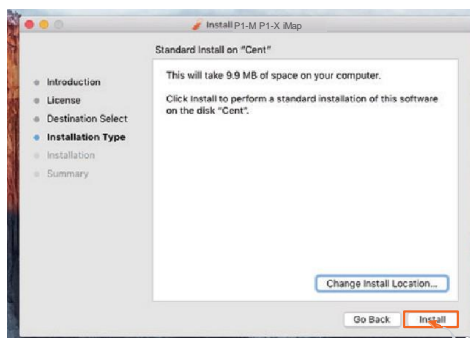 Install P1-M P1-X iMap
Standard Install on "Cent"
Introduction
License
Destination Select
Installation Type
Installation
Summary
This will take 9.9 MB of space on your computer.
Click Install to perform a standard installation of this software
on the disk "Cent".
Change Install Location...
Go Back
Install